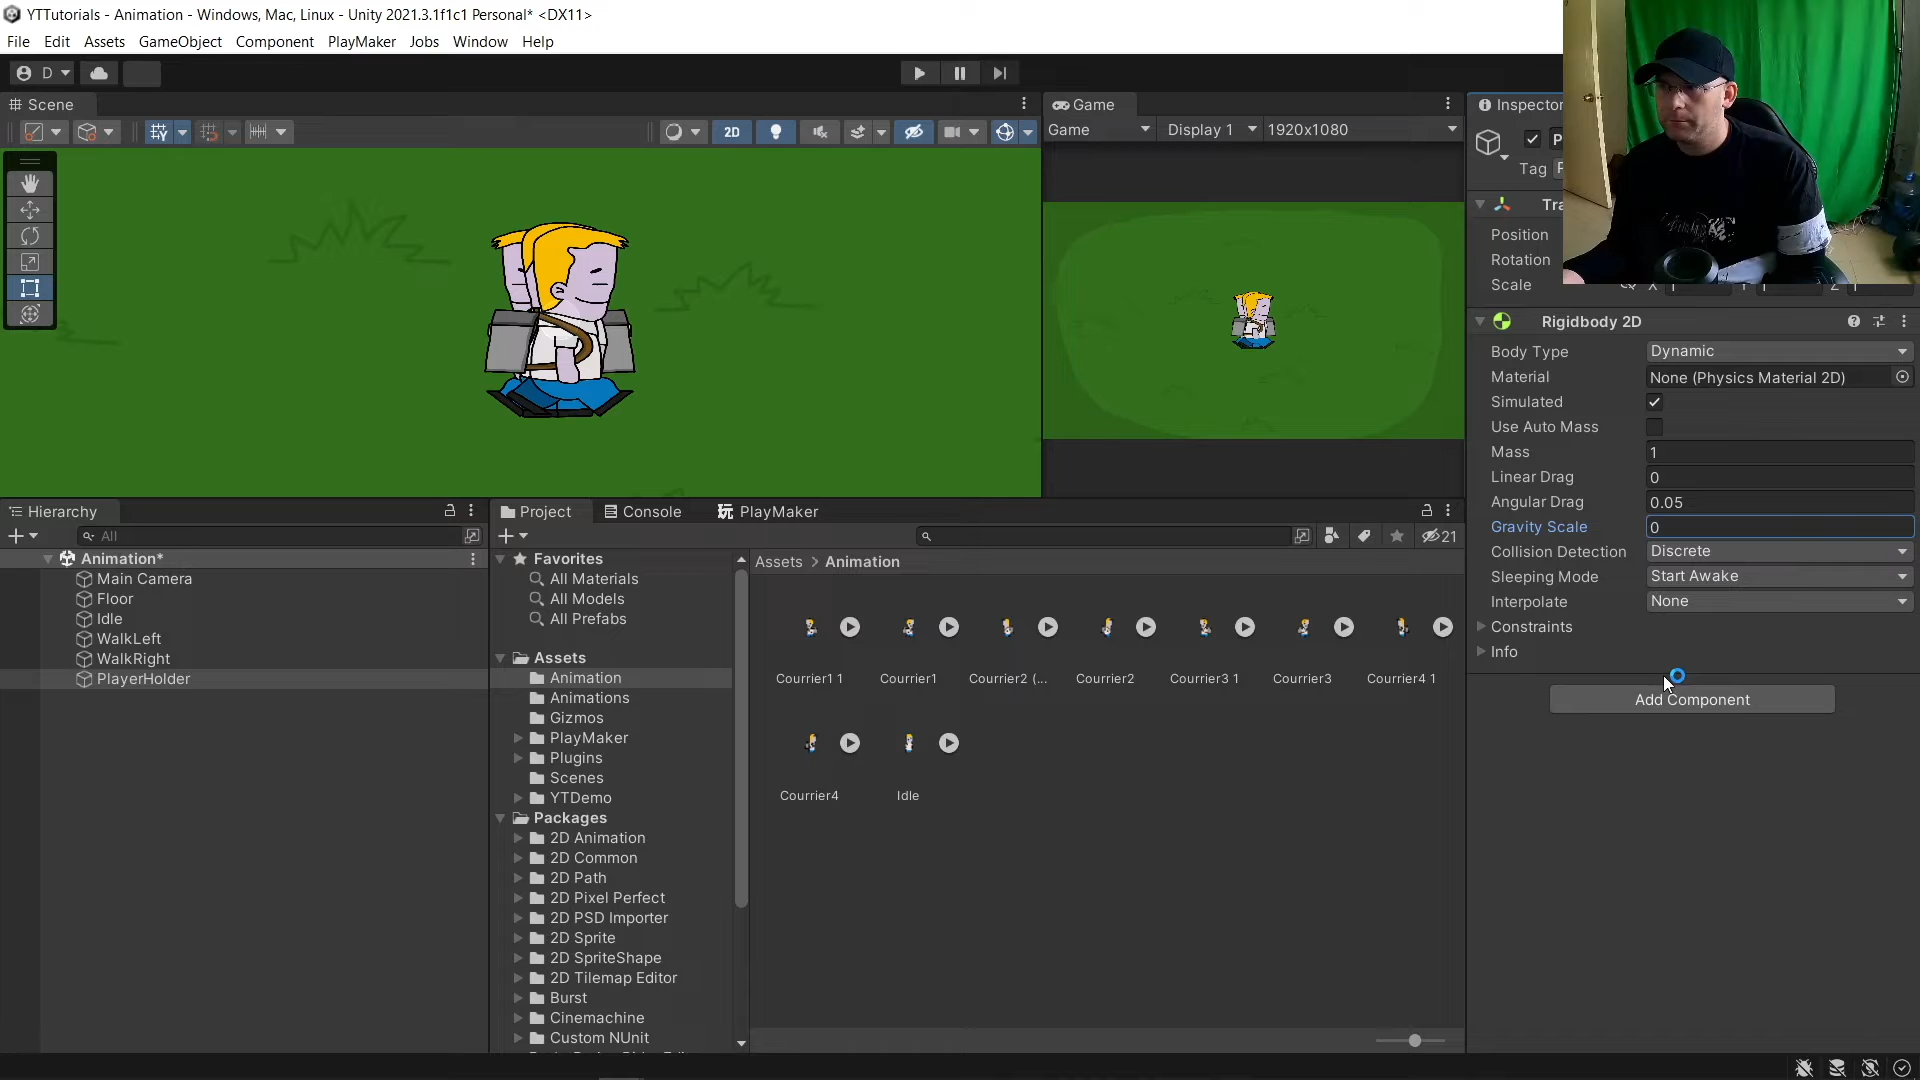 YTTutorials - Animation - Windows, Mac, Linux - Unity 2021.3.1f1c1 Personal* <DX11>
File Edit Assets GameObject Component PlayMaker Jobs Window Help
D
Scene
Game
Inspector
2D
Game Display 1 1920x1080
Tag
Position
Rotation
Scale
Rigidbody 2D
Body Type Dynamic
Material None (Physics Material 2D)
Simulated
Use Auto Mass
Mass 1
Linear Drag 0
Angular Drag 0.05
Gravity Scale 0
Collision Detection Discrete
Sleeping Mode Start Awake
Interpolate None
Constraints
Info
Add Component
Hierarchy
All
Animation*
Main Camera
Floor
Idle
WalkLeft
WalkRight
PlayerHolder
Project Console PlayMaker
21
Favorites
All Materials
All Models
All Prefabs
Assets
Animation
Animations
Gizmos
PlayMaker
Plugins
Scenes
YTDemo
Packages
2D Animation
2D Common
2D Path
2D Pixel Perfect
2D PSD Importer
2D Sprite
2D SpriteShape
2D Tilemap Editor
Burst
Cinemachine
Custom NUnit
Assets > Animation
Courrier1 1 Courrier1 Courrier2 (... Courrier2 Courrier3 1 Courrier3 Courrier4 1
Courrier4 Idle